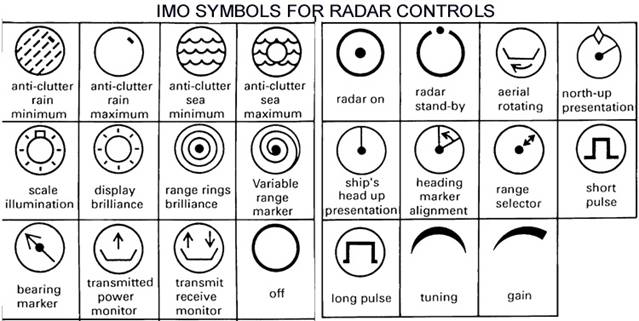 IMO SYMBOLS FOR RADAR CONTROLS
anti-clutter
rain
minimum
anti-clutter
rain
maximum
anti-clutter
sea
minimum
anti-clutter
sea
maximum
radar on
radar
stand-by
aerial
rotating
north-up
presentation
scale
illumination
display
brilliance
range rings
brilliance
Variable
range
marker
ship's
head up
presentation
heading
marker
alignment
range
selector
short
pulse
bearing
marker
transmitted
power
monitor
transmit
receive
monitor
off
long pulse
tuning
gain